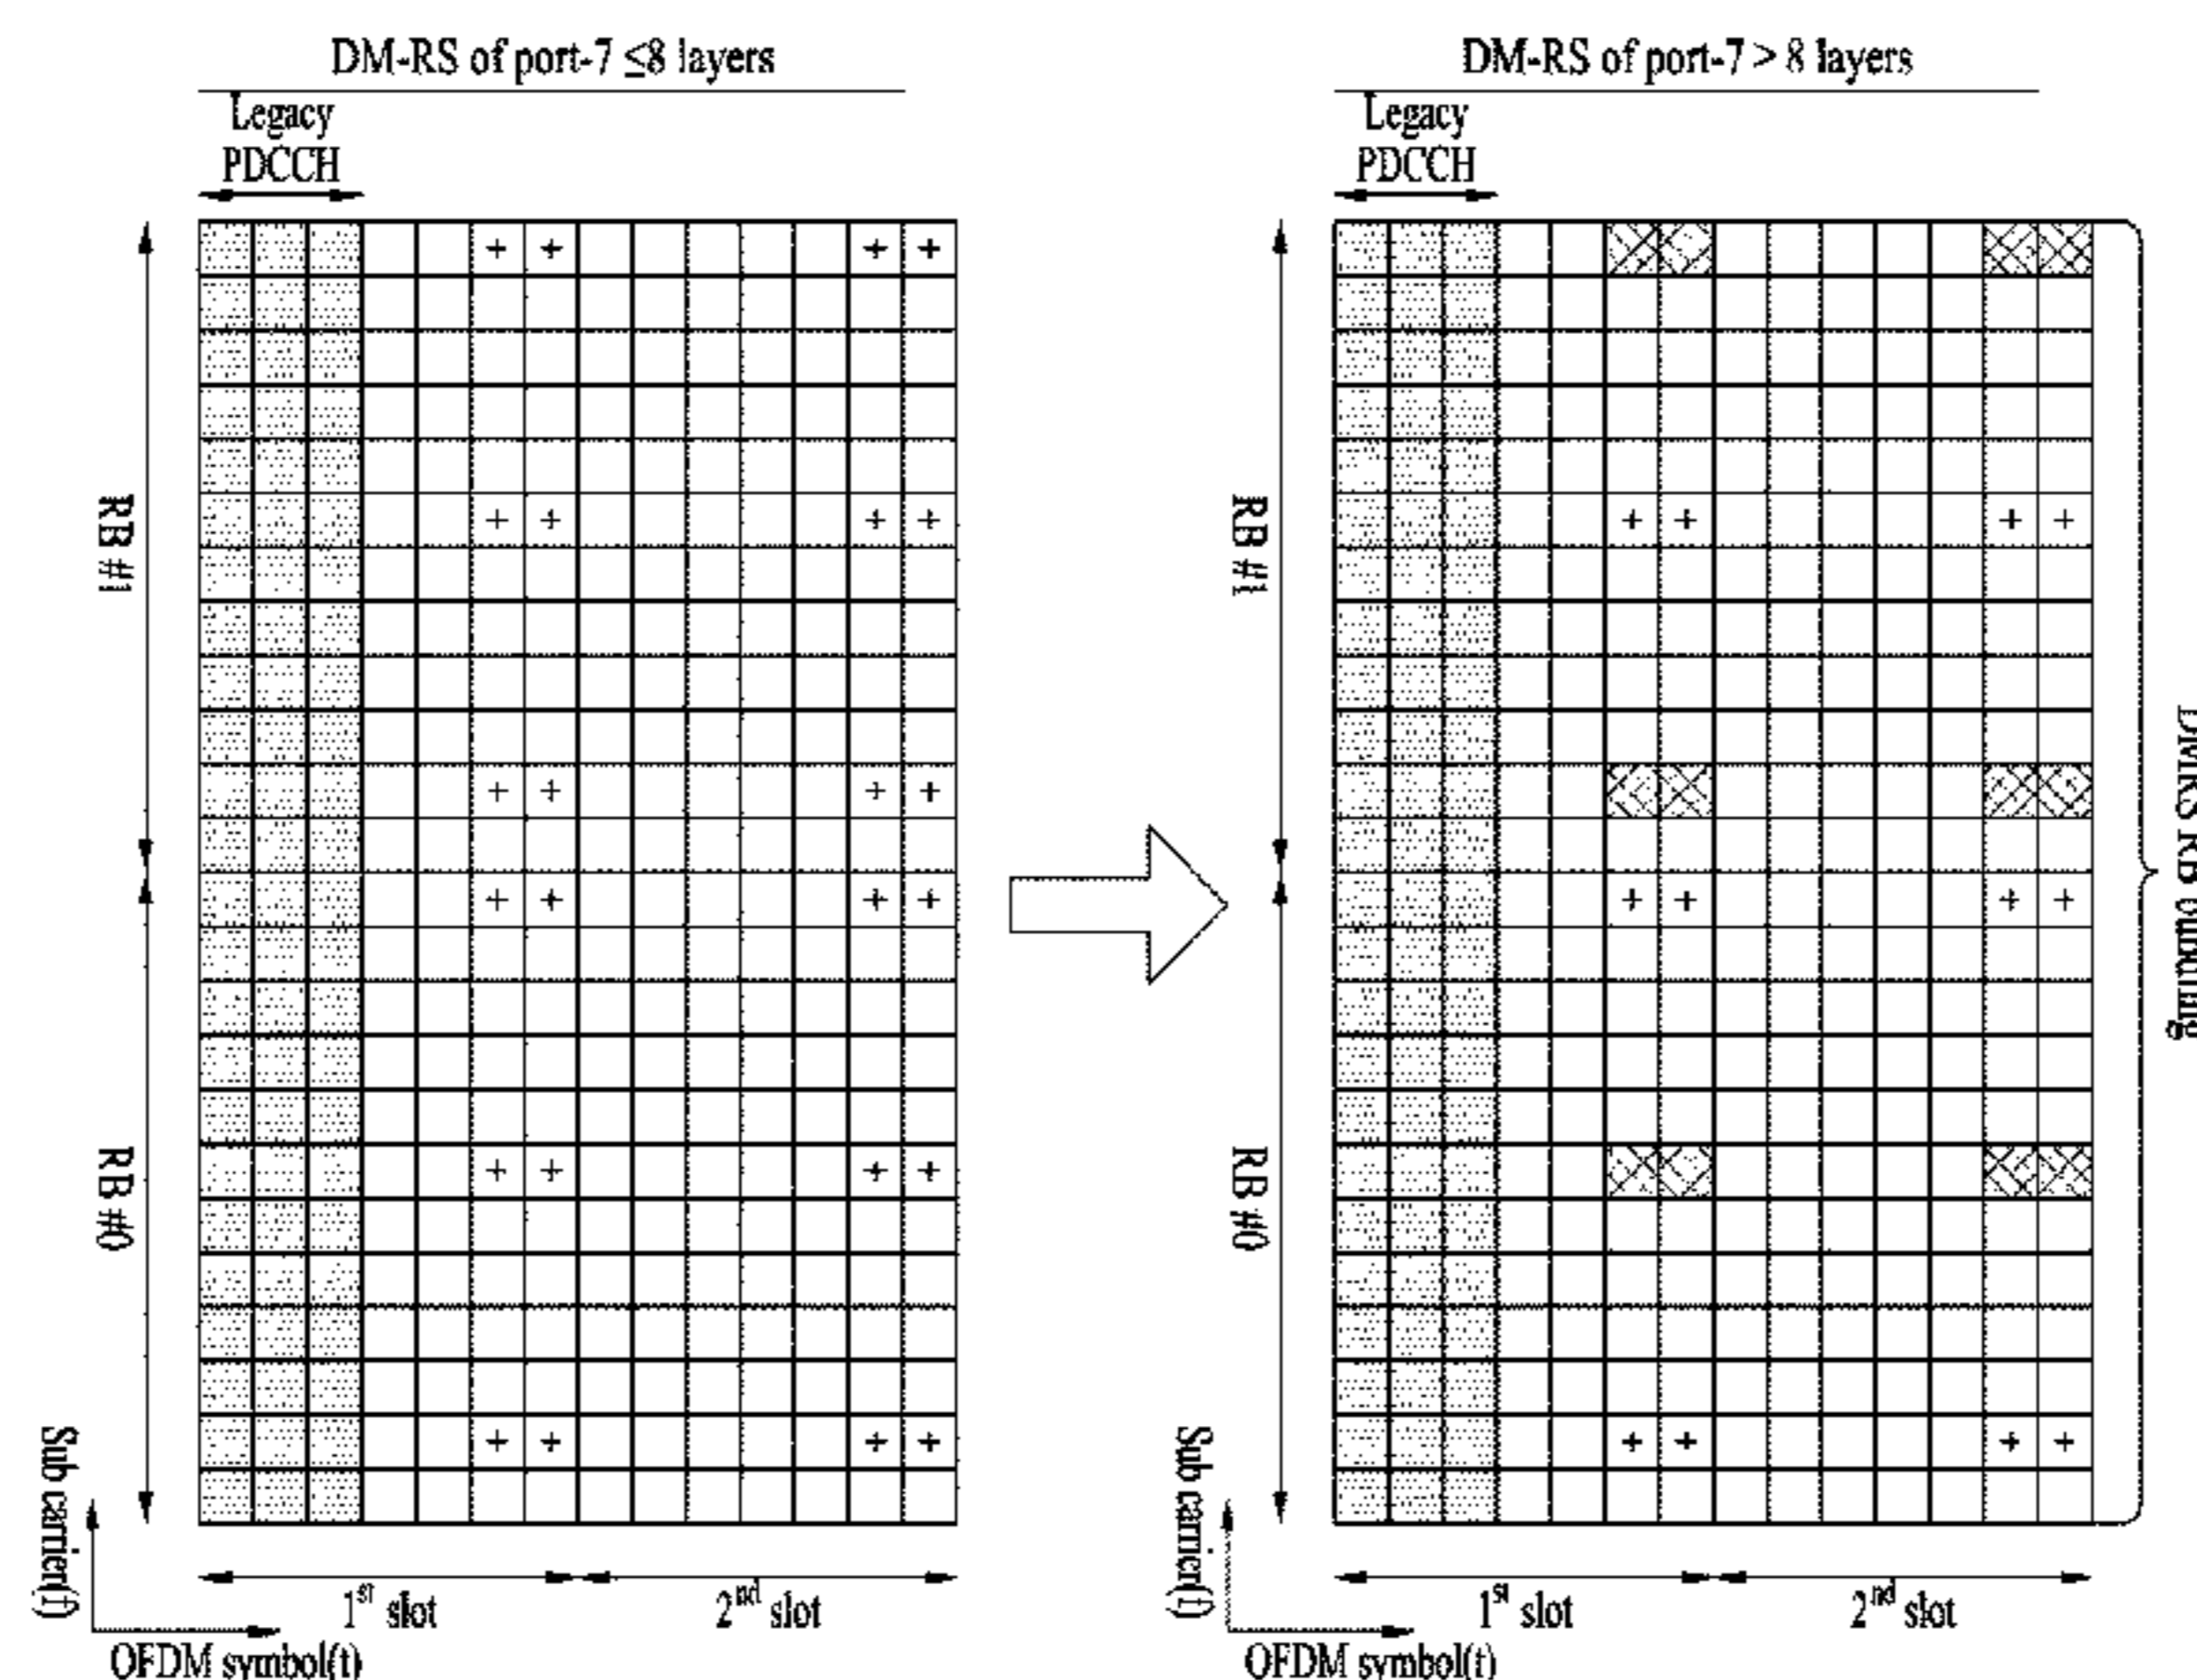 DM-RS of port-7 ≤8 layers
Legacy
PDCCH
+ + + +
+ + + +
RB #1
+ + + +
+ + + +
+ + + +
RB #0
+ + + +
Sub carrier(f)
1st slot
2nd slot
OFDM symbol(t)
DM-RS of port-7 > 8 layers
Legacy
PDCCH
+ + + +
RB #1
+ + + +
RB #0
+ + + +
Sub carrier(f)
1st slot
2nd slot
OFDM symbol(t)
DMRS RB bundling